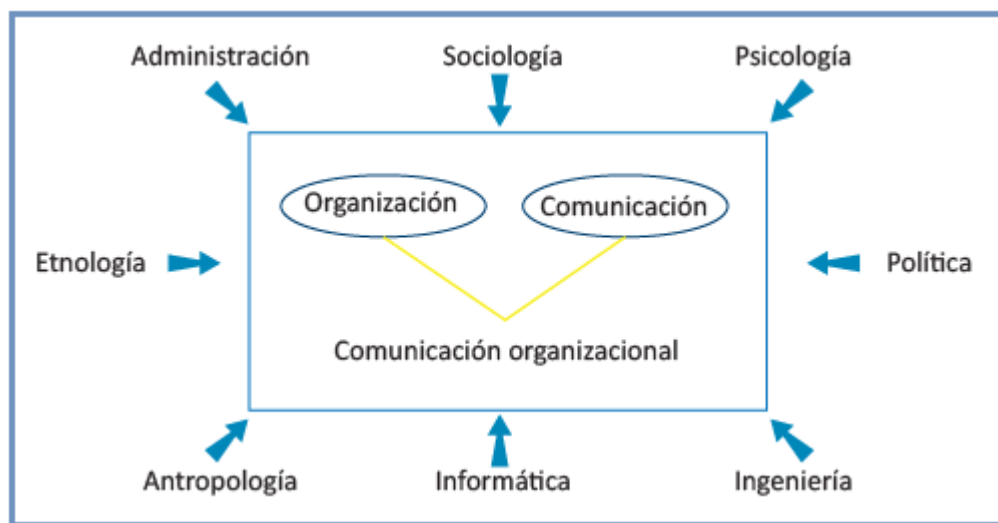 Administración
Sociología
Psicología
Organización
Comunicación
Etnología
Política
Comunicación organizacional
Antropología
Informática
Ingeniería